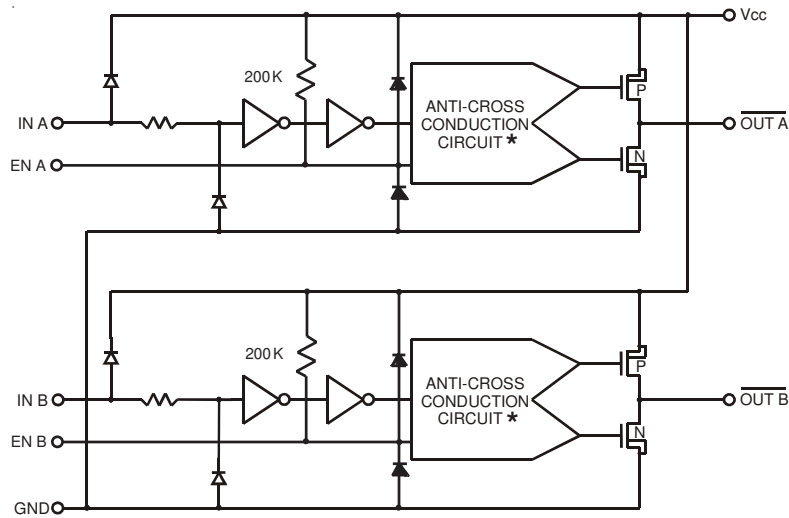 Vcc
200K
P
ANTI-CROSS
CONDUCTION
CIRCUIT *
IN A
OUT A
N
EN A
200K
P
ANTI-CROSS
CONDUCTION
CIRCUIT *
IN B
OUT B
N
EN B
GND